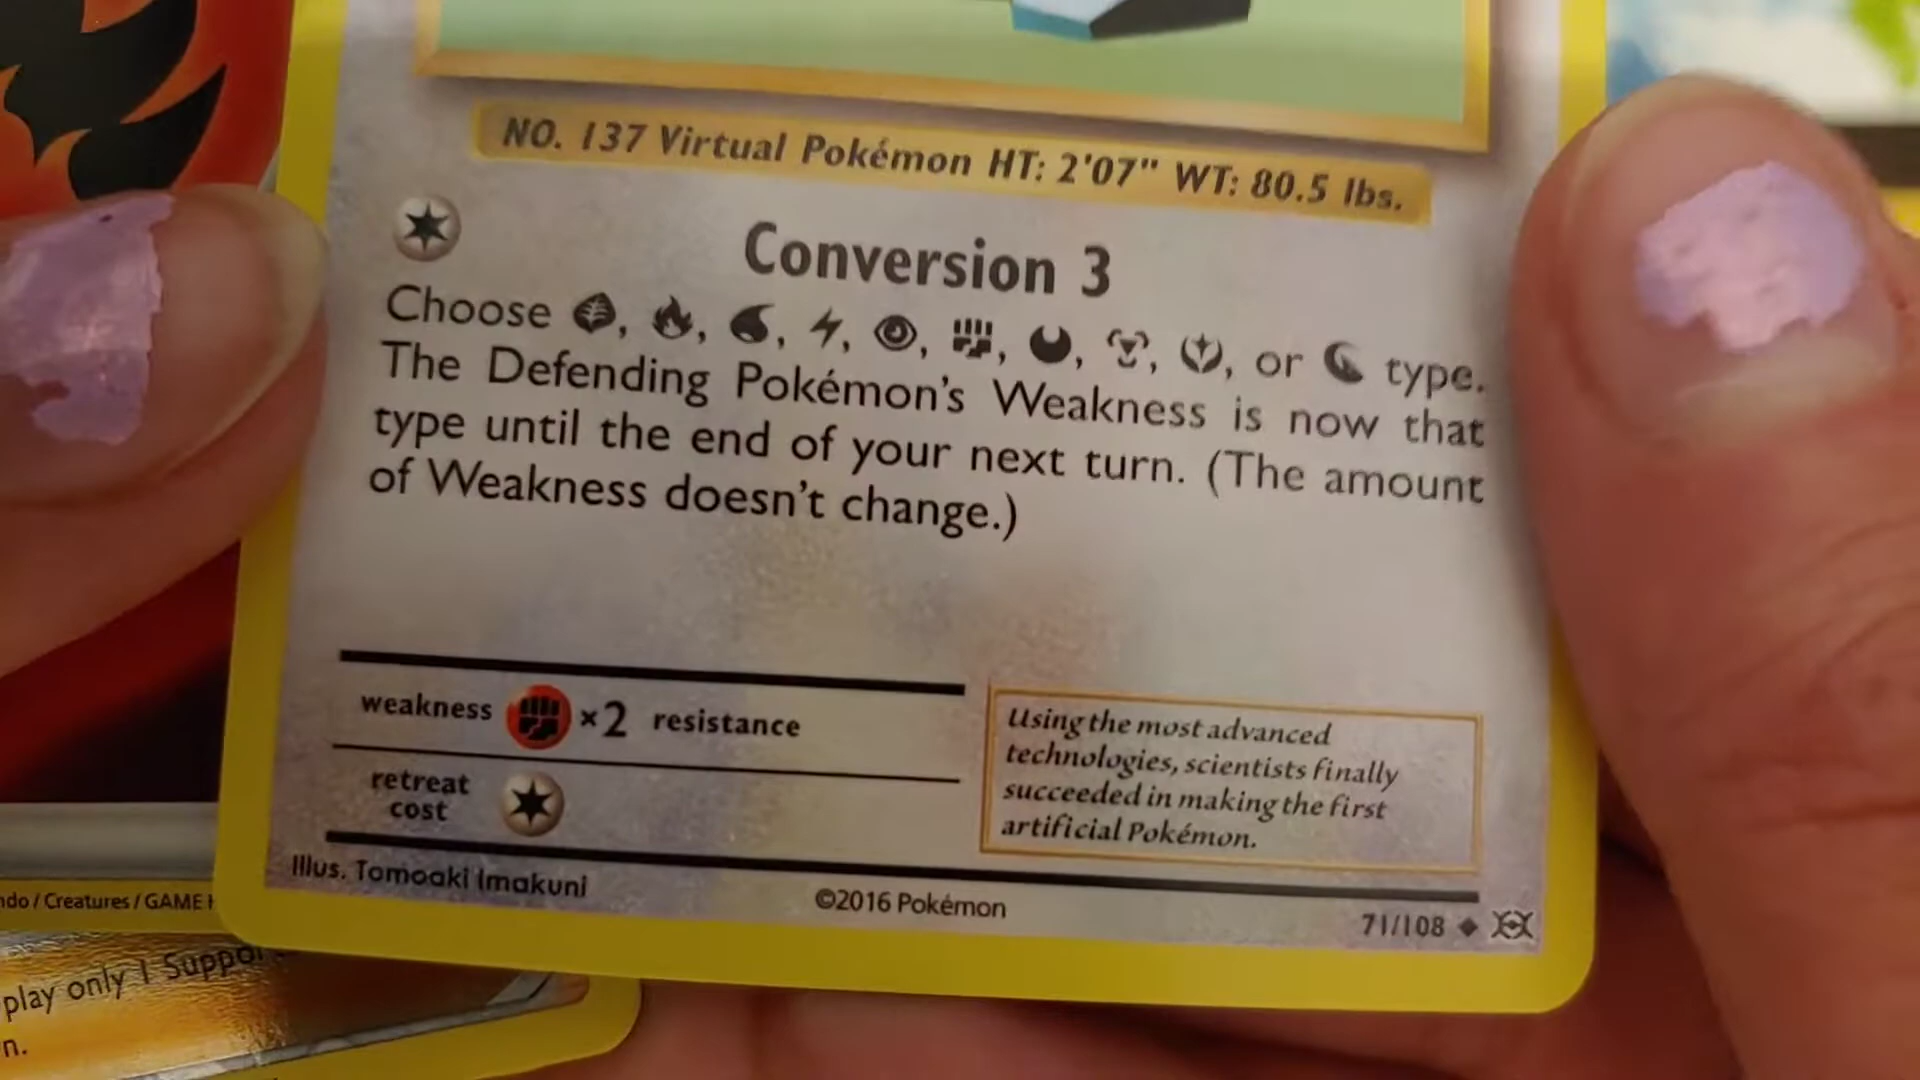 NO. 137 Virtual Pokémon HT: 2'07" WT: 80.5 lbs.
Conversion 3
Choose , , , , , , , , , or type.
The Defending Pokémon's Weakness is now that
type until the end of your next turn. (The amount
of Weakness doesn't change.)
weakness ×2 resistance
retreat
cost
Using the most advanced
technologies, scientists finally
succeeded in making the first
artificial Pokémon.
Illus. Tomoaki Imakuni
©2016 Pokémon
71/108
/ Creatures / GAME
play only 1